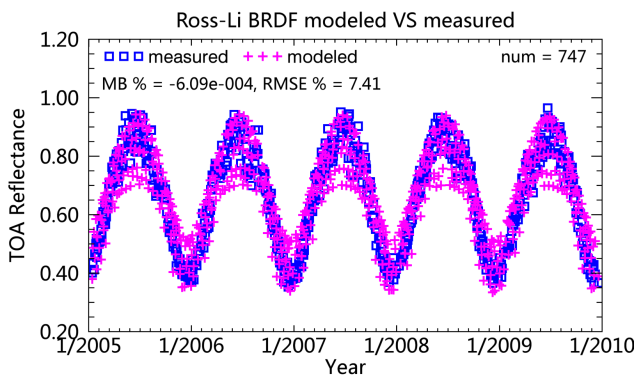 Ross-Li BRDF modeled VS measured
measured modeled num = 747
MB % = -6.09e-004, RMSE % = 7.41
TOA Reflectance
1.20
1.00
0.80
0.60
0.40
0.20
1/2005 1/2006 1/2007 1/2008 1/2009 1/2010
Year